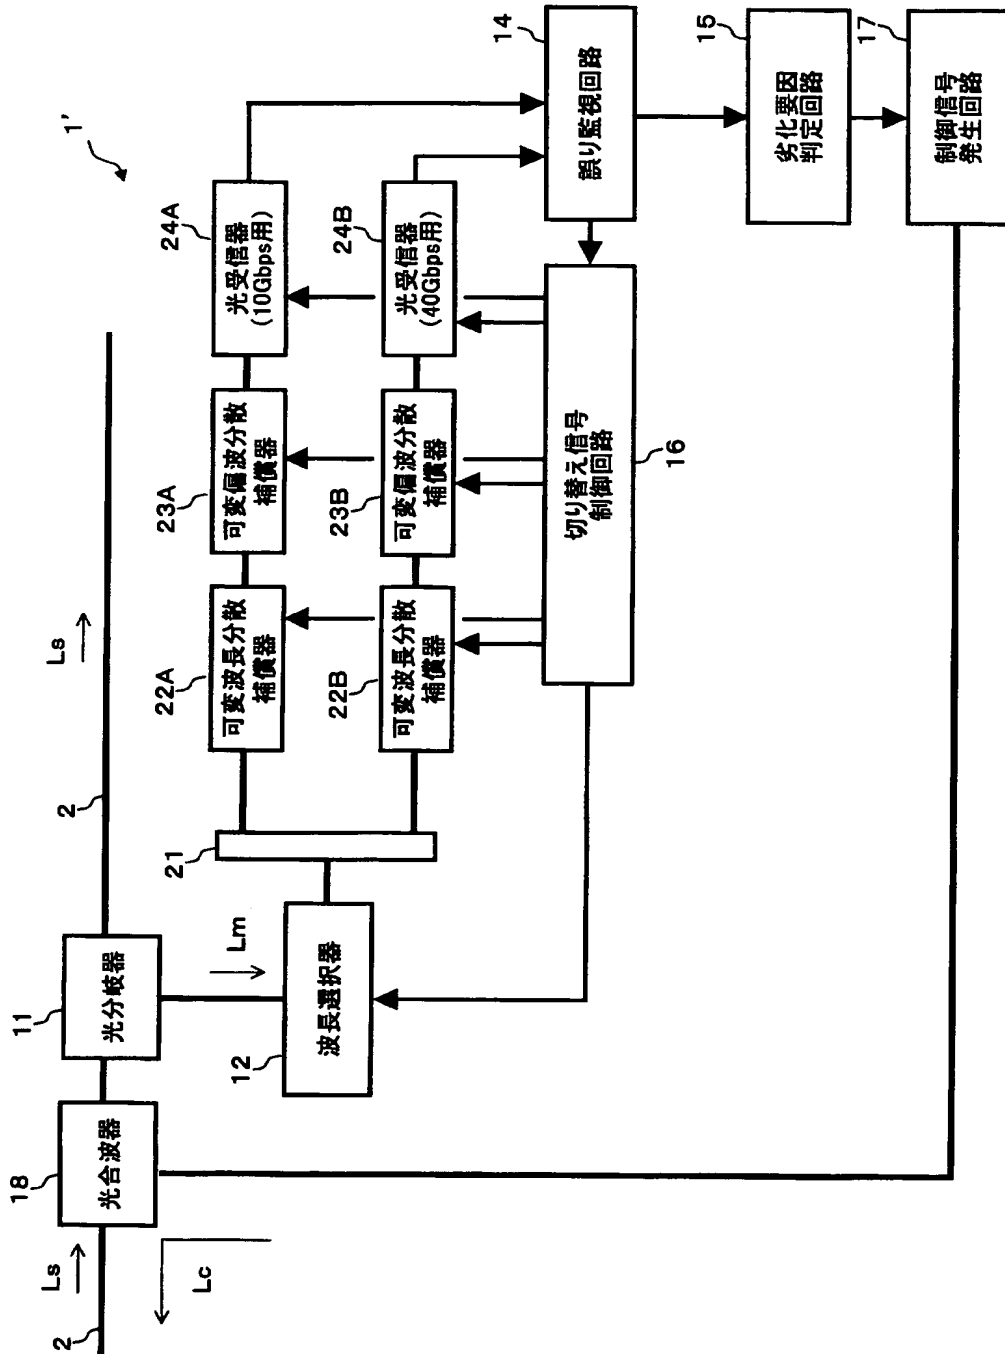 1'
2
Ls
Lc
18
光合波器
11
光分岐器
2
Ls
Lm
12
波長選択器
21
22A
可変波長分散
補償器
23A
可変偏波分散
補償器
24A
光受信器
(10Gbps用)
22B
可変波長分散
補償器
23B
可変偏波分散
補償器
24B
光受信器
(40Gbps用)
切り替え信号
制御回路
16
14
誤り監視回路
15
劣化要因
判定回路
17
制御信号
発生回路